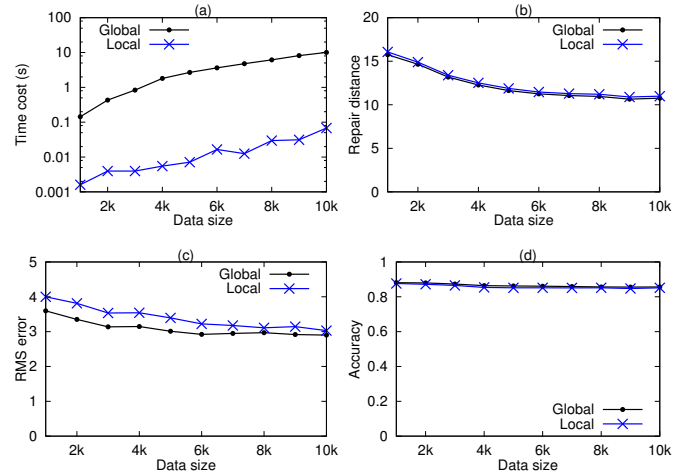 (a)
Time cost (s)
100
10
1
0.1
0.01
0.001
Global
Local
2k 4k 6k 8k 10k
Data size
(b)
Repair distance
20
15
10
5
0
Global
Local
2k 4k 6k 8k 10k
Data size
(c)
RMS error
5
4
3
2
1
0
Global
Local
2k 4k 6k 8k 10k
Data size
(d)
Accuracy
1
0.8
0.6
0.4
0.2
0
Global
Local
2k 4k 6k 8k 10k
Data size